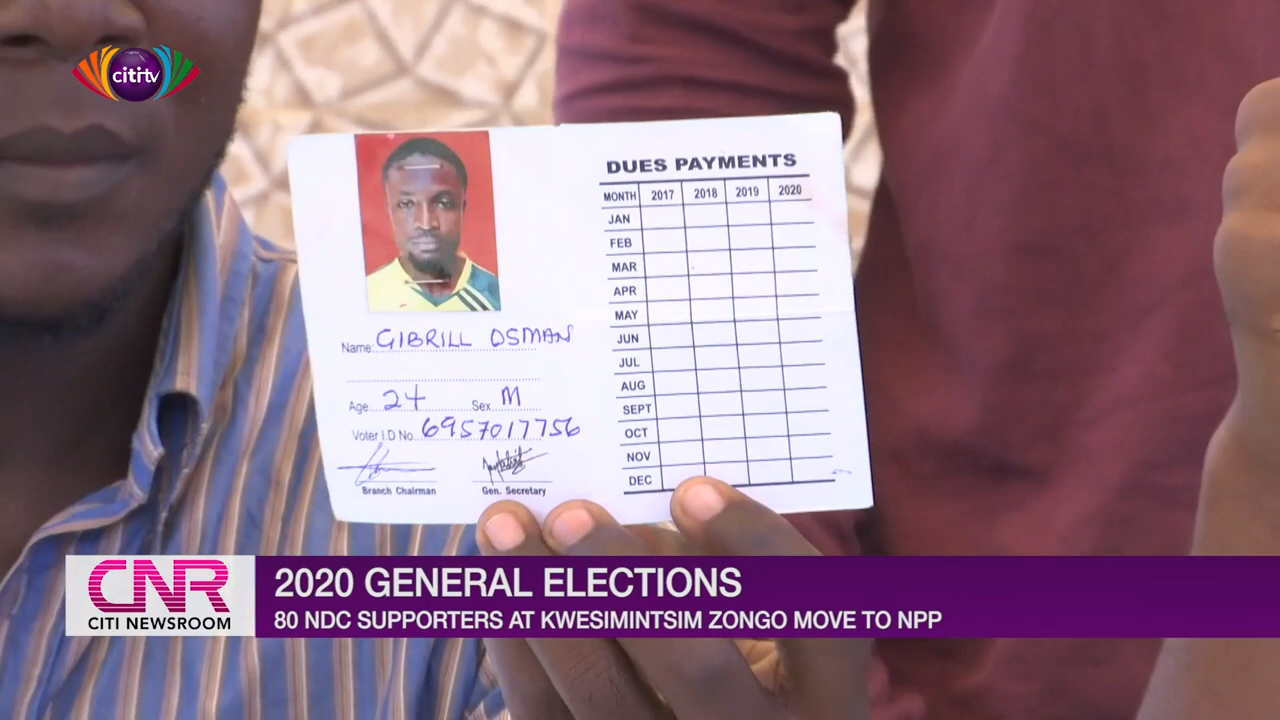 citi tv
DUES PAYMENTS
MONTH 2017 2018 2019 2020
JAN
FEB
MAR
APR
MAY
JUN
JUL
AUG
SEPT
OCT
NOV
DEC
Name: GIBRILL OSMAN
Age 24 Sex M
Voter I.D No. 6957017756
Branch Chairman Gen. Secretary
CNR
CITI NEWSROOM
2020 GENERAL ELECTIONS
80 NDC SUPPORTERS AT KWESIMINTSIM ZONGO MOVE TO NPP